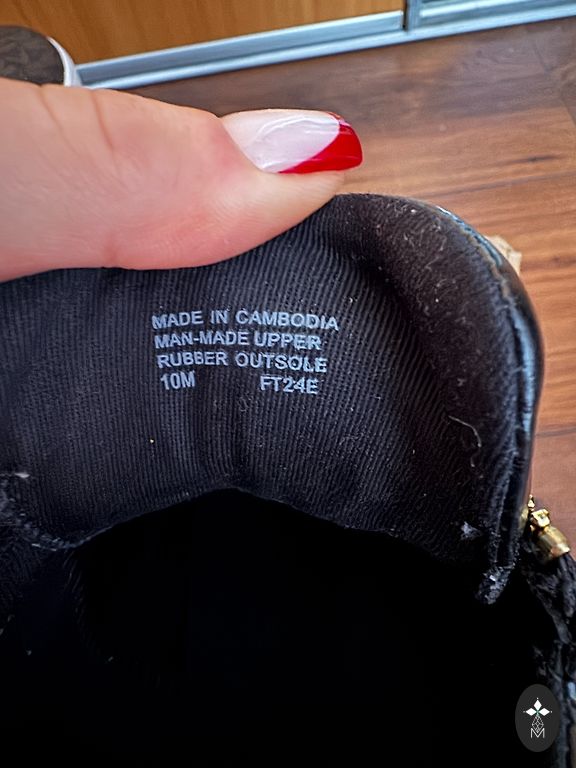 MADE IN CAMBODIA
MAN-MADE UPPER
RUBBER OUTSOLE
10M FT24E
M